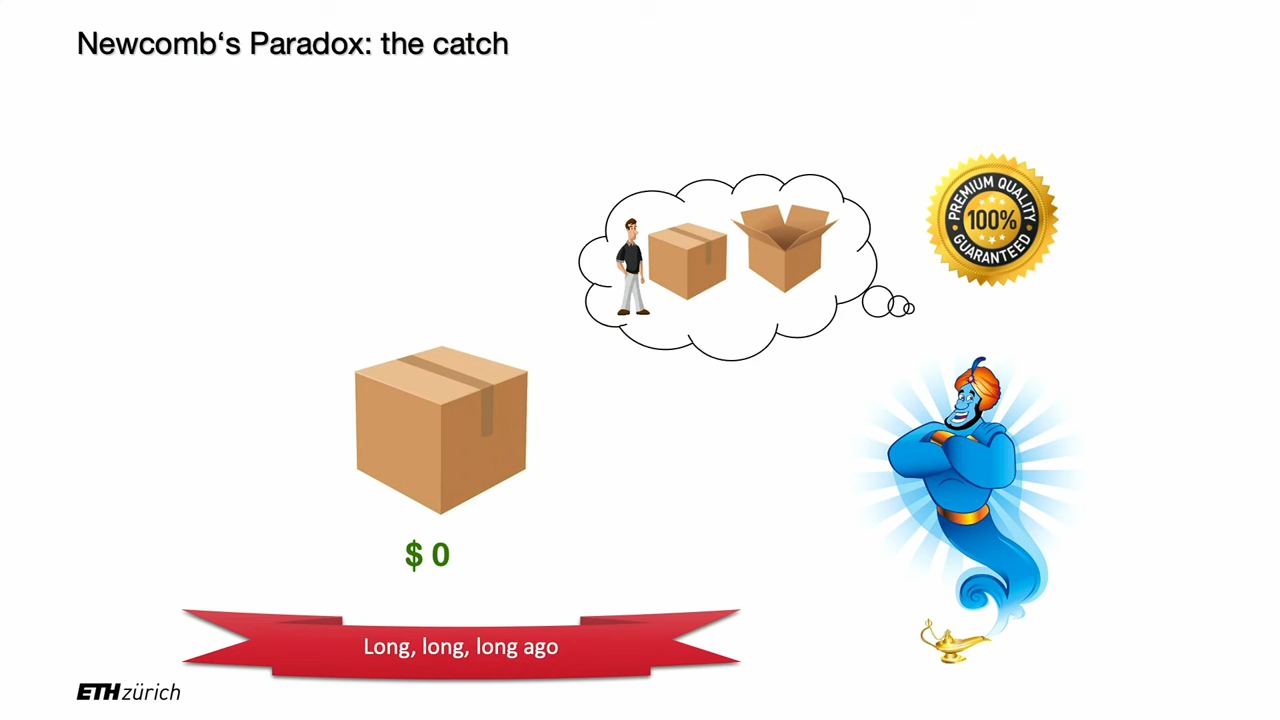 Newcomb‘s Paradox: the catch
PREMIUM QUALITY
100%
GUARANTEED
$ 0
Long, long, long ago
ETH zürich